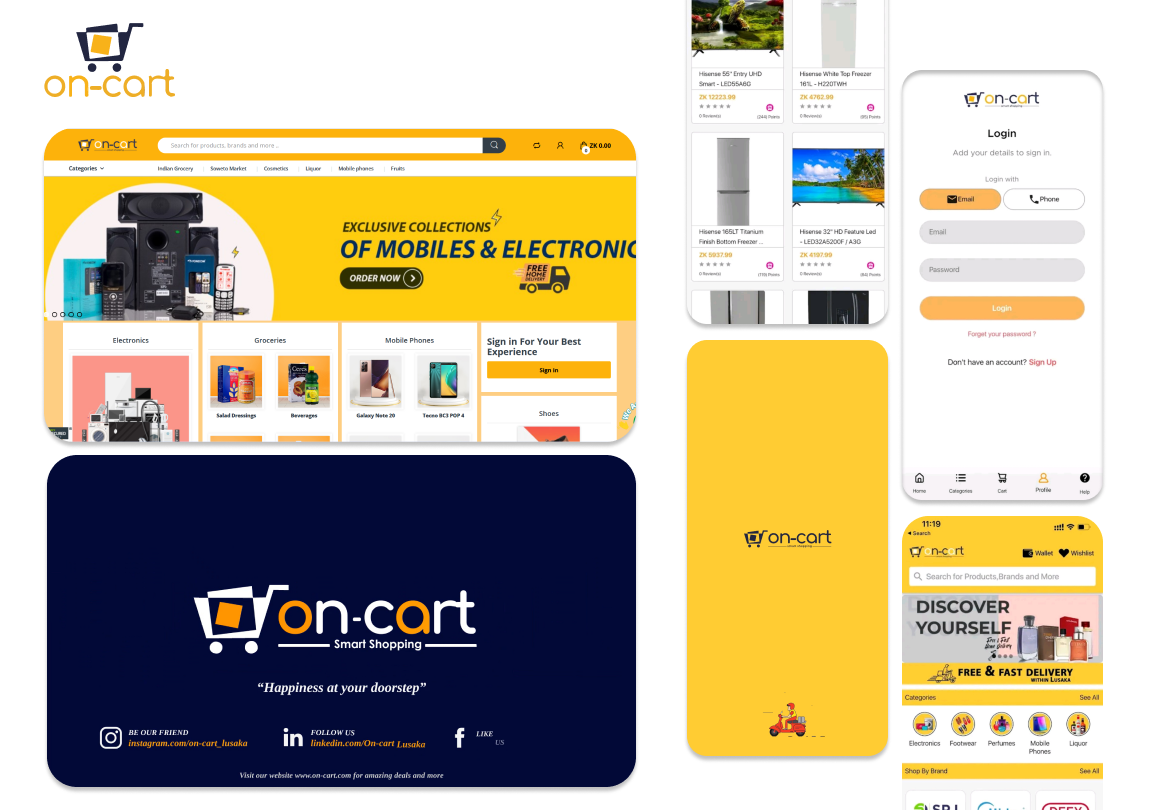 on-cart
on-cart
Search for products, brands and more ..
0
ZK 0.00
Categories
Indian Grocery
Soweto Market
Cosmetics
Liquor
Mobile phones
Fruits
EXCLUSIVE COLLECTIONS
OF MOBILES & ELECTRONIC
ORDER NOW
FREE
HOME
DELIVERY
Electronics
Groceries
Salad Dressings
Beverages
Mobile Phones
Galaxy Note 20
Tecno BC3 POP 4
Sign in For Your Best
Experience
Sign in
Shoes
on-cart
Smart Shopping
“Happiness at your doorstep”
BE OUR FRIEND
instagram.com/on-cart_lusaka
FOLLOW US
linkedin.com/On-cart Lusaka
LIKE
US
Visit our website www.on-cart.com for amazing deals and more
Hisense 55" Entry UHD
Smart - LED55A6G
ZK 12223.99
0 Review(s)
(244) Points
Hisense White Top Freezer
161L - H220TWH
ZK 4762.99
0 Review(s)
(95) Points
Hisense 165LT Titanium
Finish Bottom Freezer ...
ZK 5937.99
0 Review(s)
(118) Points
Hisense 32" HD Feature Led
- LED32A5200F / A3G
ZK 4197.99
0 Review(s)
(84) Points
on-cart
smart shopping
on-cart
Login
Add your details to sign in.
Login with
Email
Phone
Email
Password
Login
Forget your password ?
Don't have an account? Sign Up
Home
Categories
Cart
Profile
Help
11:19
Search
on-cart
Wallet
Wishlist
Search for Products,Brands and More
DISCOVER
YOURSELF
FREE & FAST DELIVERY
WITHIN LUSAKA
Categories
See All
Electronics
Footwear
Perfumes
Mobile
Phones
Liquor
Shop By Brand
See All